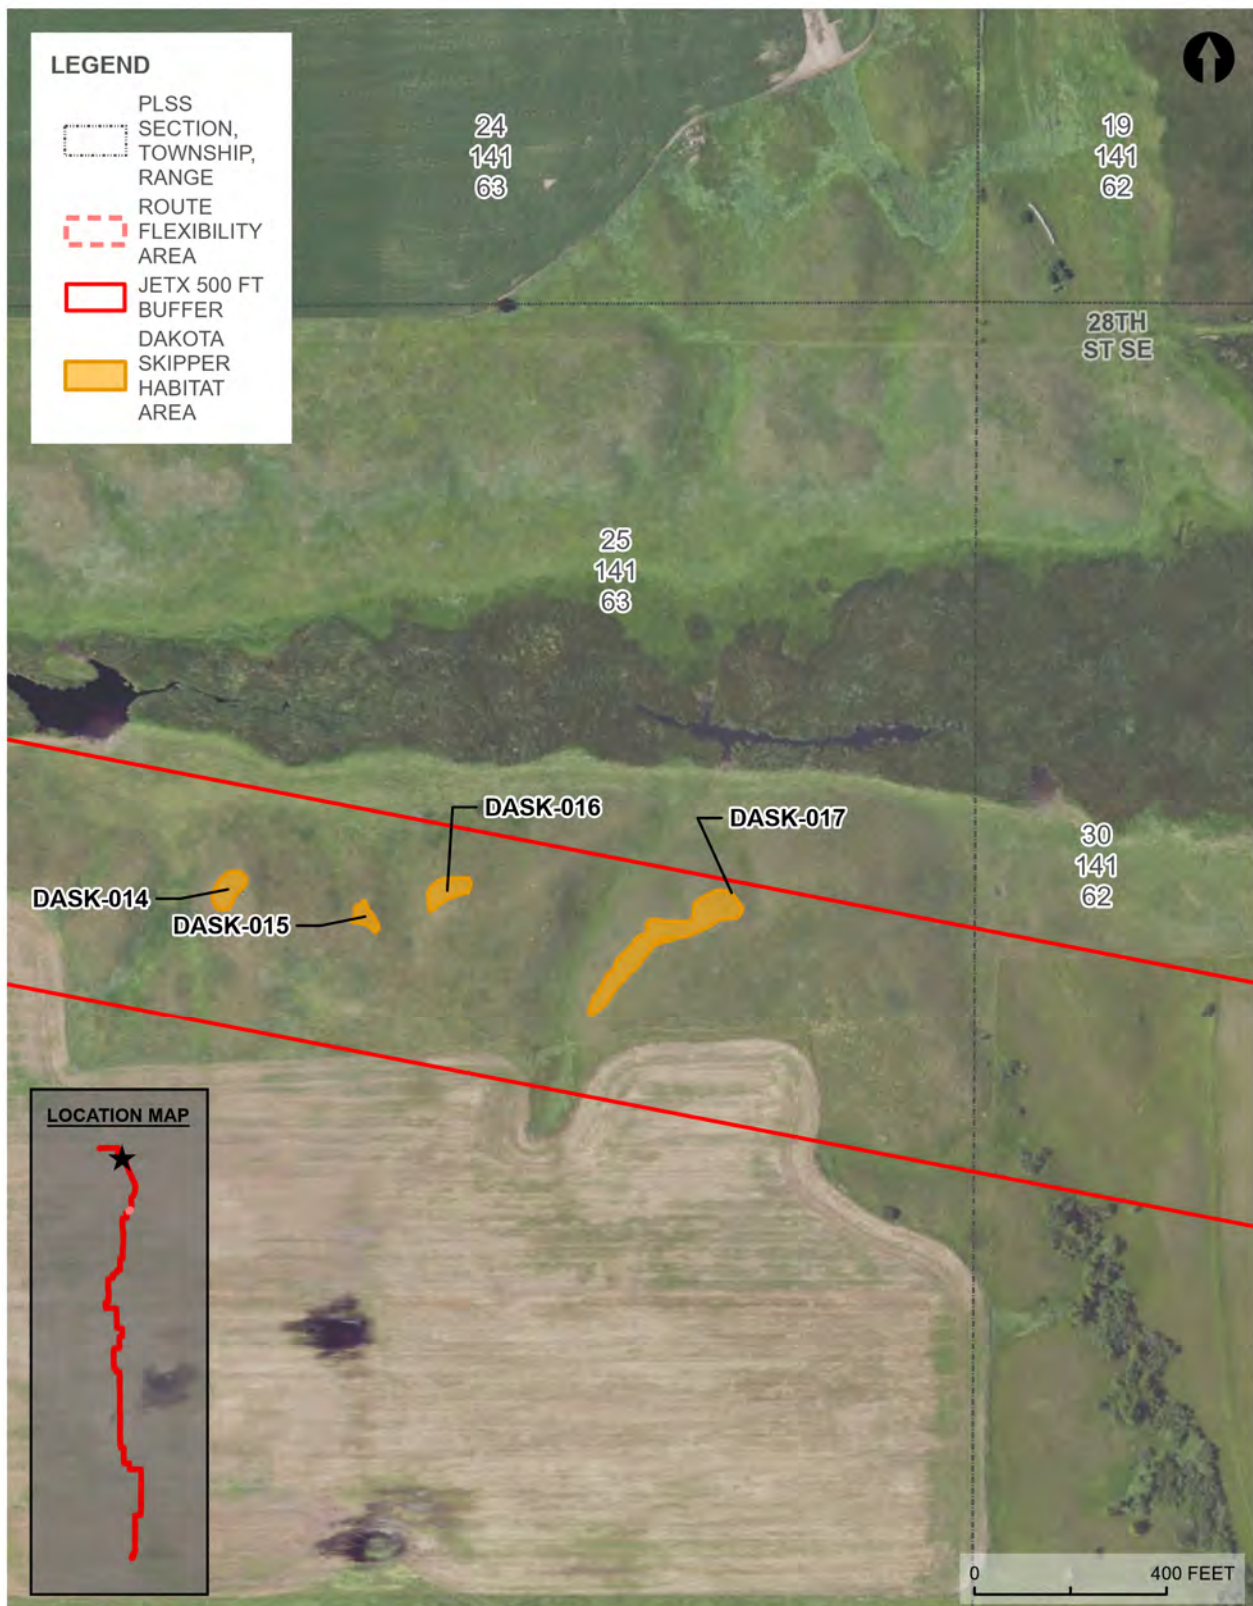 LEGEND
PLSS
SECTION,
TOWNSHIP,
RANGE
ROUTE
FLEXIBILITY
AREA
JETX 500 FT
BUFFER
DAKOTA
SKIPPER
HABITAT
AREA
24
141
63
19
141
62
28TH
ST SE
25
141
63
DASK-016
DASK-017
30
141
62
DASK-014
DASK-015
LOCATION MAP
0 400 FEET